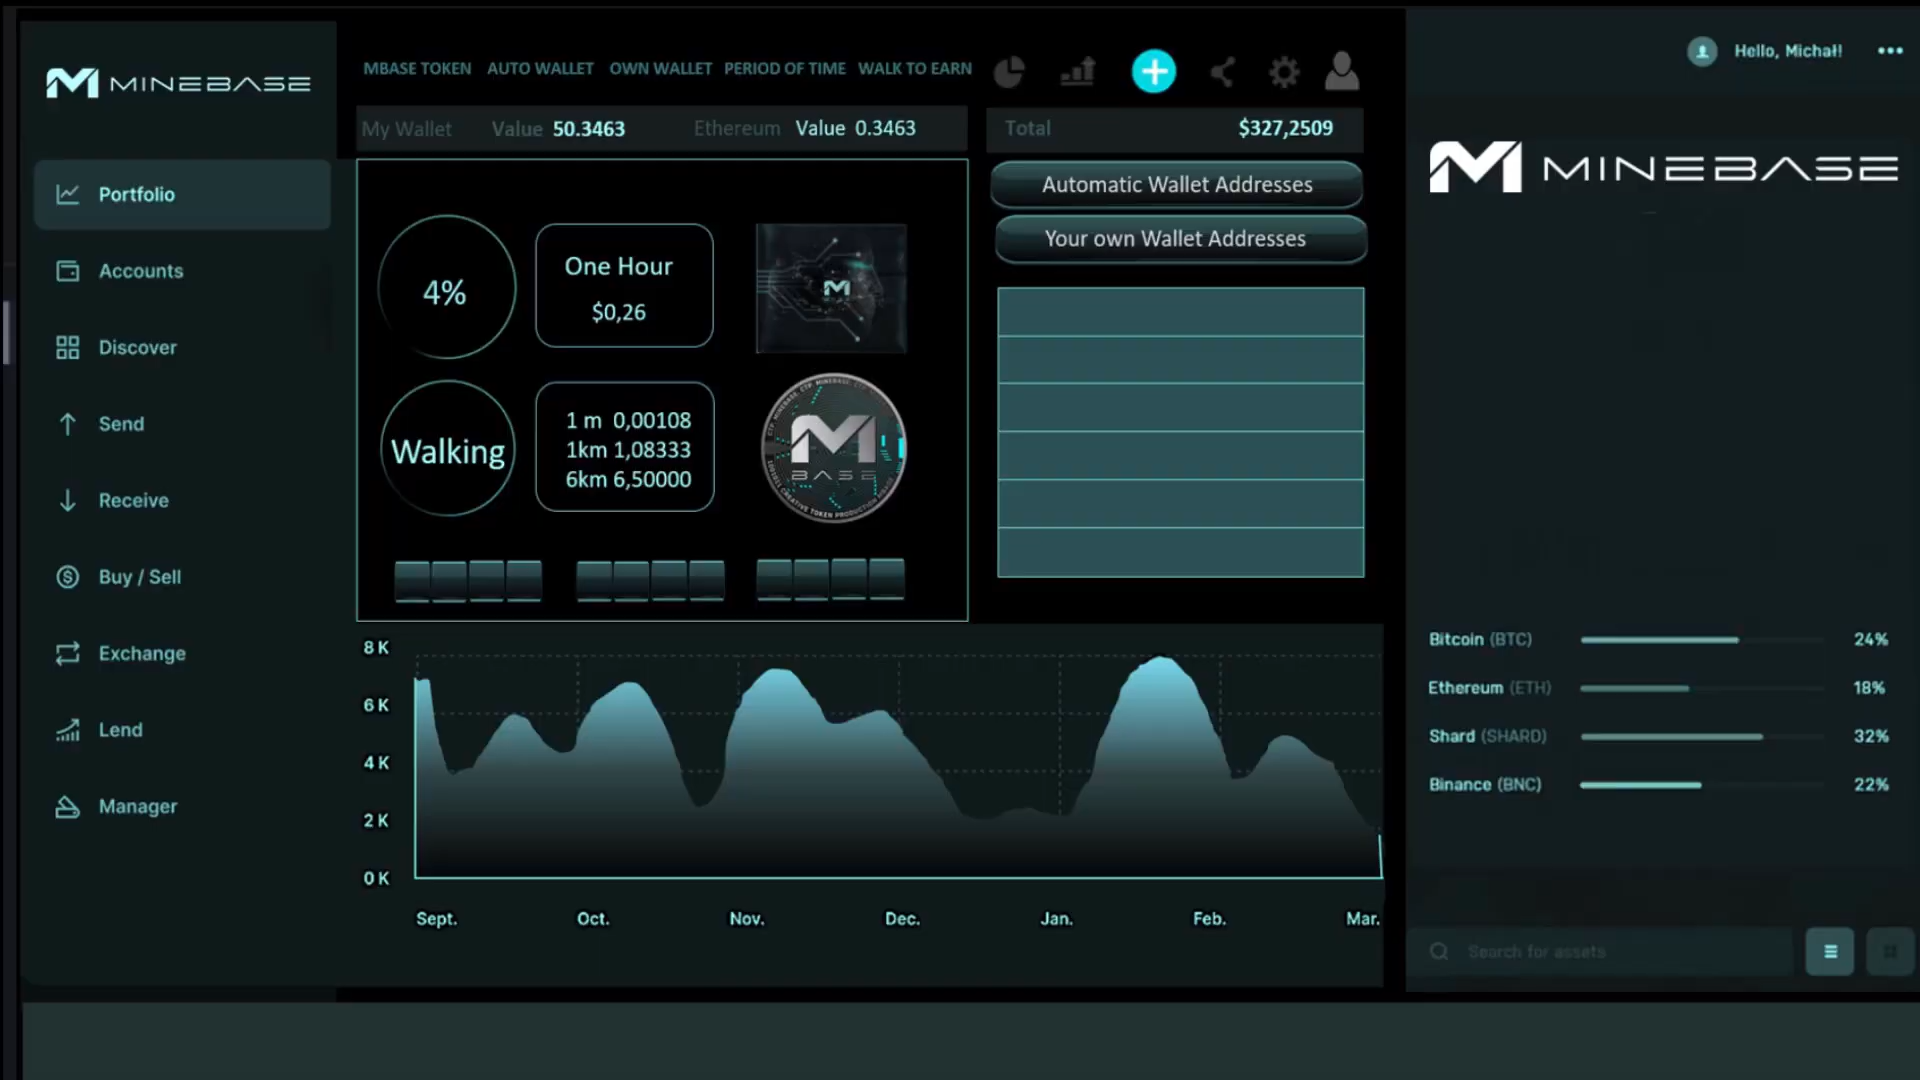 MINEBASE
Portfolio
Accounts
Discover
Send
Receive
Buy / Sell
Exchange
Lend
Manager
MBASE TOKEN AUTO WALLET OWN WALLET PERIOD OF TIME WALK TO EARN
My Wallet Value 50.3463 Ethereum Value 0.3463
Total $327,2509
Automatic Wallet Addresses
Your own Wallet Addresses
4%
One Hour
$0,26
Walking
1 m 0,00108
1km 1,08333
6km 6,50000
BASE
8 K
6 K
4 K
2 K
0 K
Sept. Oct. Nov. Dec. Jan. Feb. Mar.
Hello, Michał!
MINEBASE
Bitcoin (BTC) 24%
Ethereum (ETH) 18%
Shard (SHARD) 32%
Binance (BNC) 22%
Search for assets